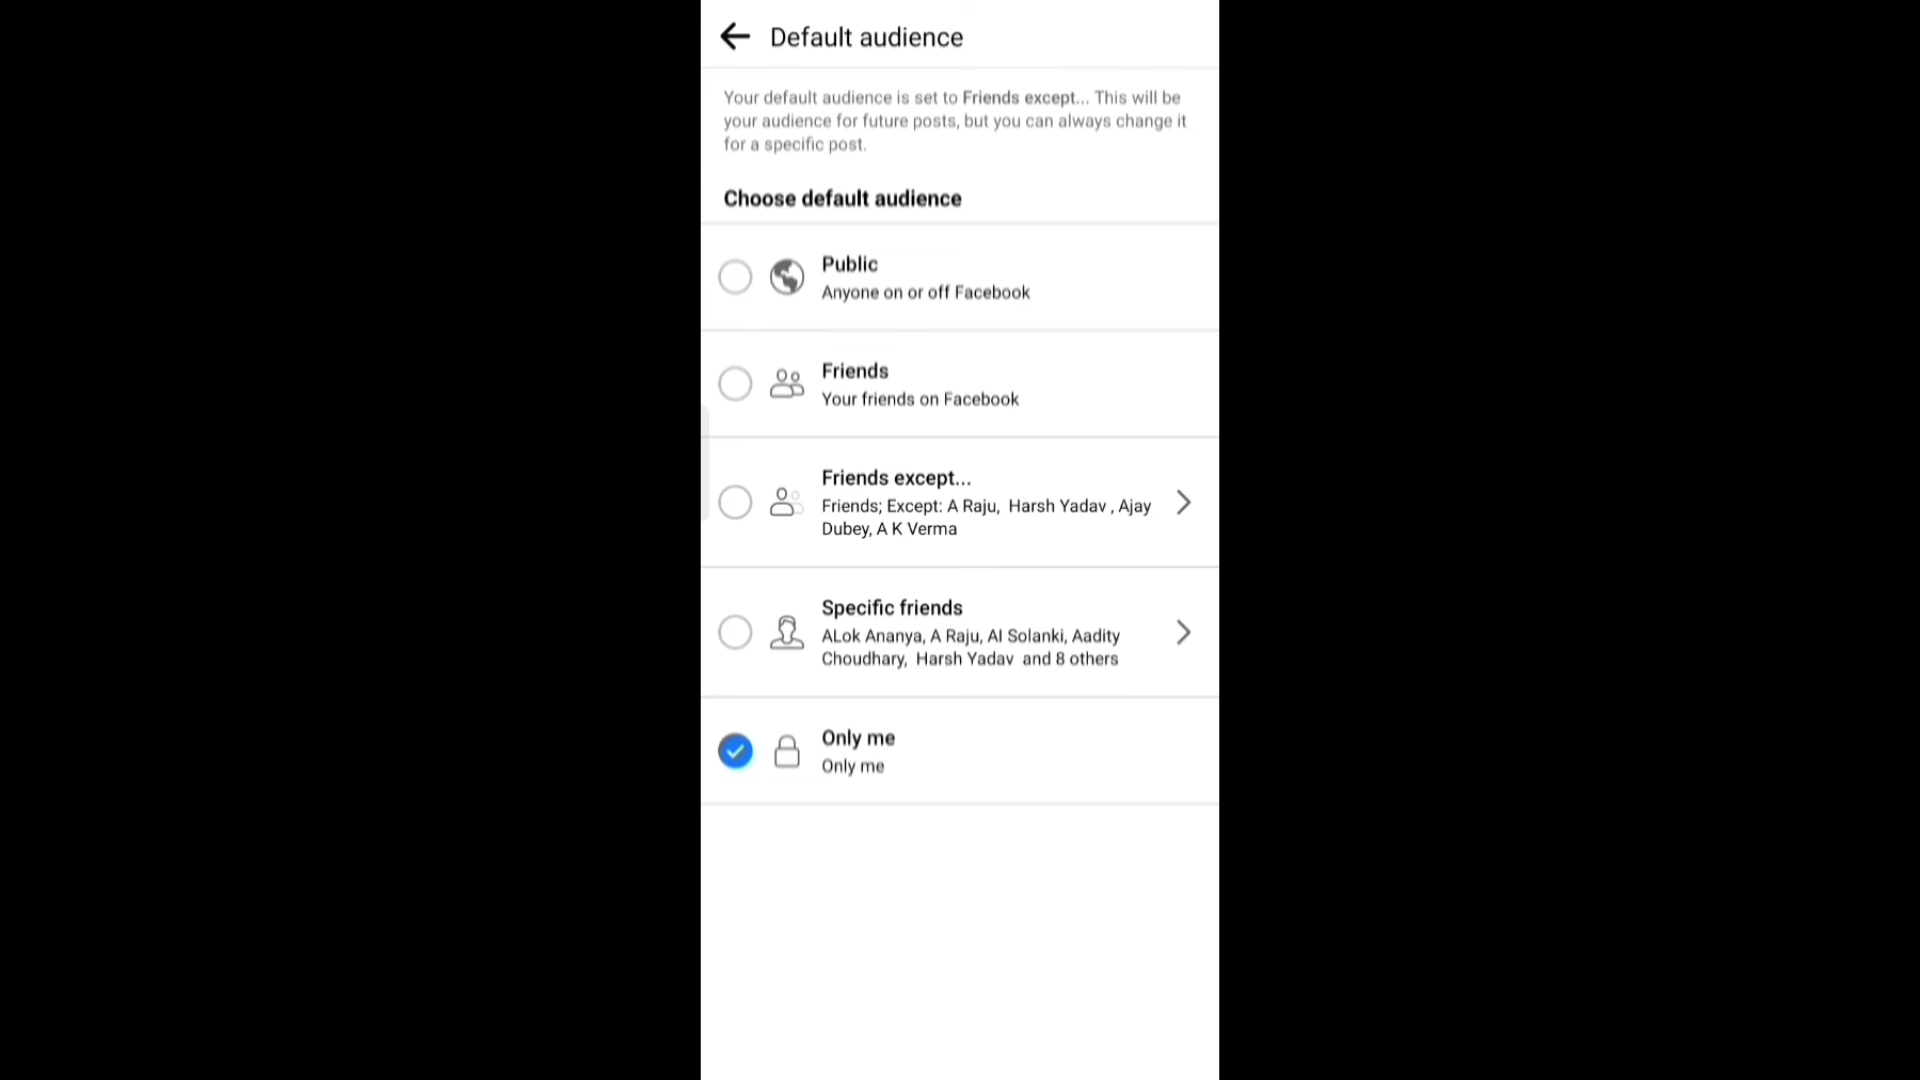 Default audience
Your default audience is set to Friends except... This will be
your audience for future posts, but you can always change it
for a specific post.
Choose default audience
Public
Anyone on or off Facebook
Friends
Your friends on Facebook
Friends except...
Friends; Except: A Raju, Harsh Yadav , Ajay
Dubey, A K Verma
Specific friends
ALok Ananya, A Raju, Al Solanki, Aadity
Choudhary, Harsh Yadav and 8 others
Only me
Only me